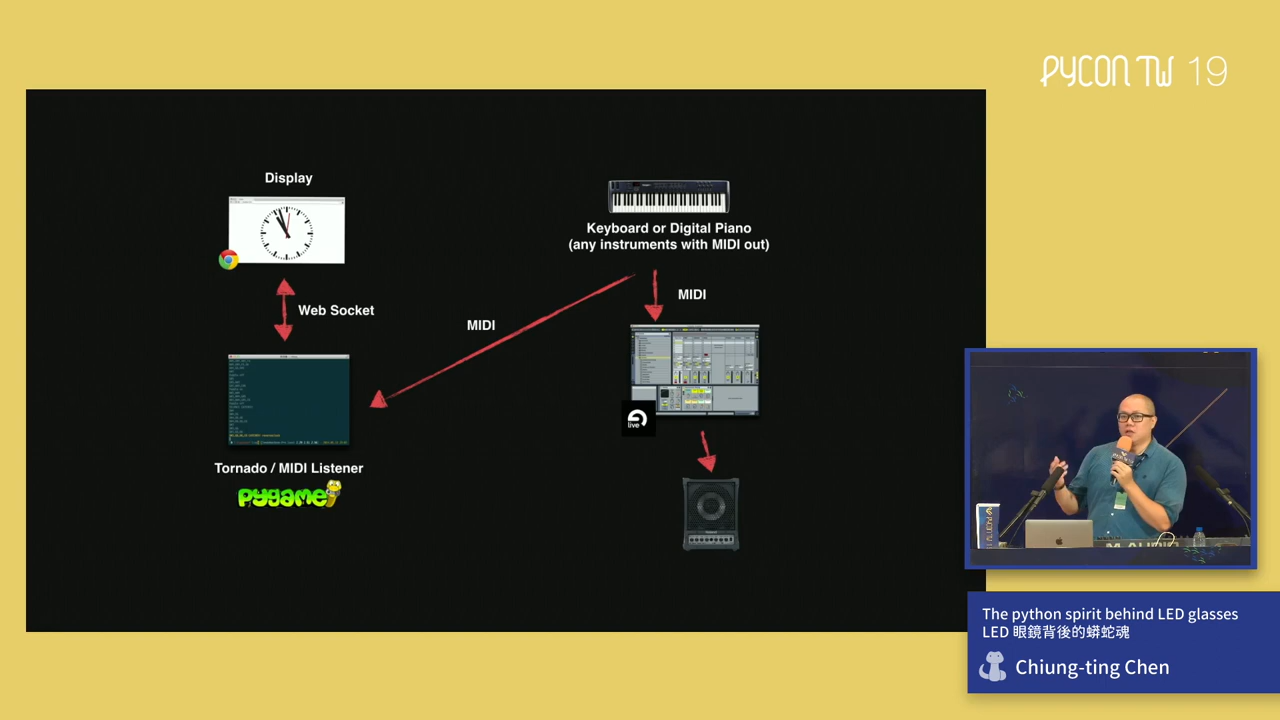 PYCON TW 19
Display
Keyboard or Digital Piano
(any instruments with MIDI out)
Web Socket
MIDI
MIDI
live
Tornado / MIDI Listener
pygame
M-AUDIO
The python spirit behind LED glasses
LED 眼鏡背後的蟒蛇魂
Chiung-ting Chen